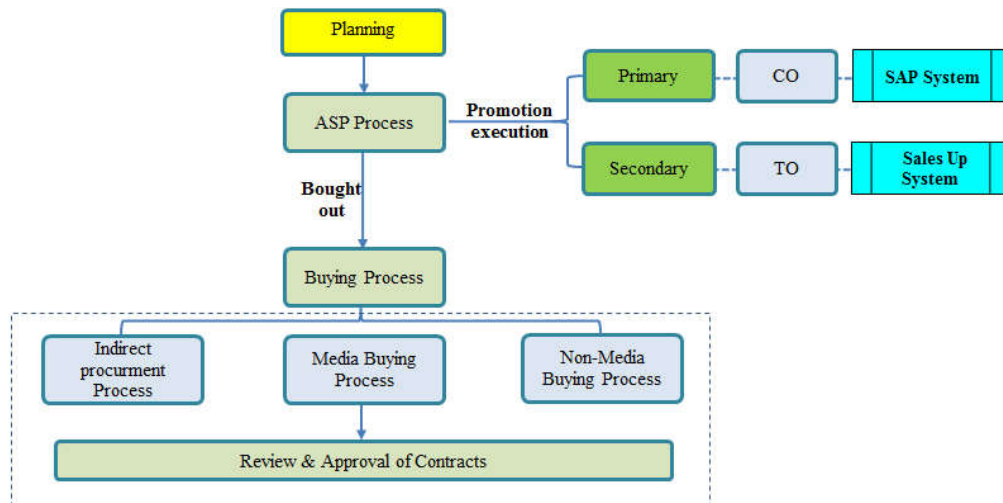 Planning
ASP Process
Promotion
execution
Primary
CO
SAP System
Secondary
TO
Sales Up
System
Bought
out
Buying Process
Indirect
procurment
Process
Media Buying
Process
Non-Media
Buying Process
Review & Approval of Contracts